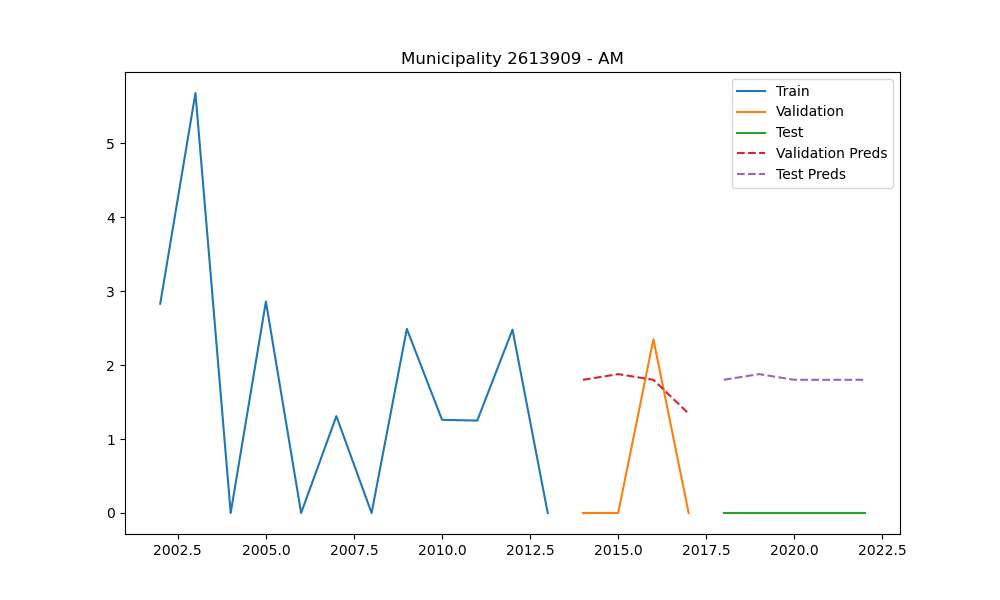 Municipality 2613909 - AM
Train
Validation
Test
Validation Preds
Test Preds
5
4
3
2
1
0
2002.5 2005.0 2007.5 2010.0 2012.5 2015.0 2017.5 2020.0 2022.5